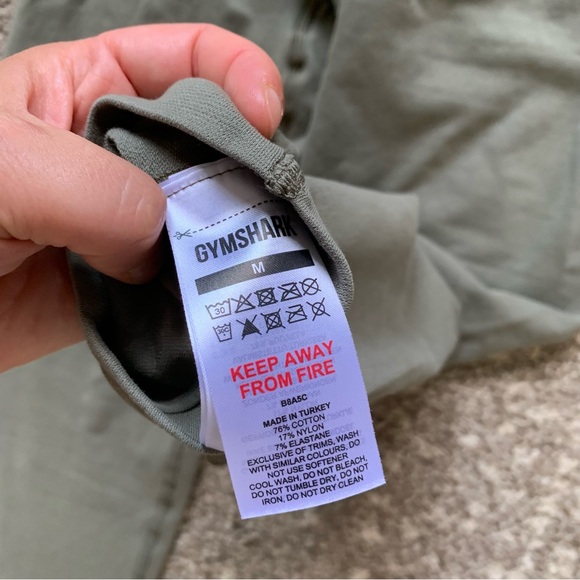 GYMSHARK
M
30
30
KEEP AWAY
FROM FIRE
B8A5C
MADE IN TURKEY
76% COTTON
17% NYLON
7% ELASTANE
EXCLUSIVE OF TRIMS, WASH
WITH SIMILAR COLOURS. DO
NOT USE SOFTENER
COOL WASH, DO NOT BLEACH,
DO NOT TUMBLE DRY, DO NOT
IRON, DO NOT DRY CLEAN